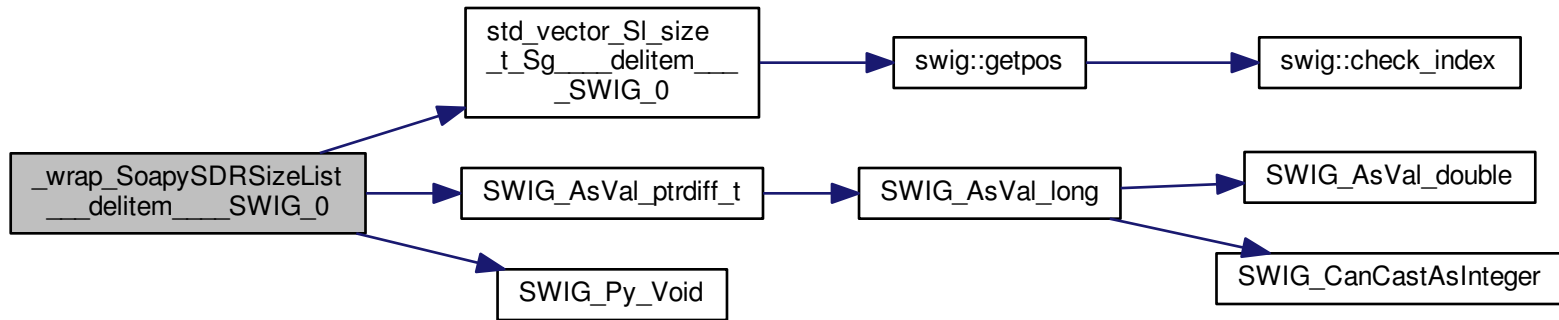 _wrap_SoapySDRSizeList
___delitem____SWIG_0
std_vector_Sl_size
_t_Sg____delitem___
_SWIG_0
swig::getpos
swig::check_index
SWIG_AsVal_ptrdiff_t
SWIG_AsVal_long
SWIG_AsVal_double
SWIG_CanCastAsInteger
SWIG_Py_Void